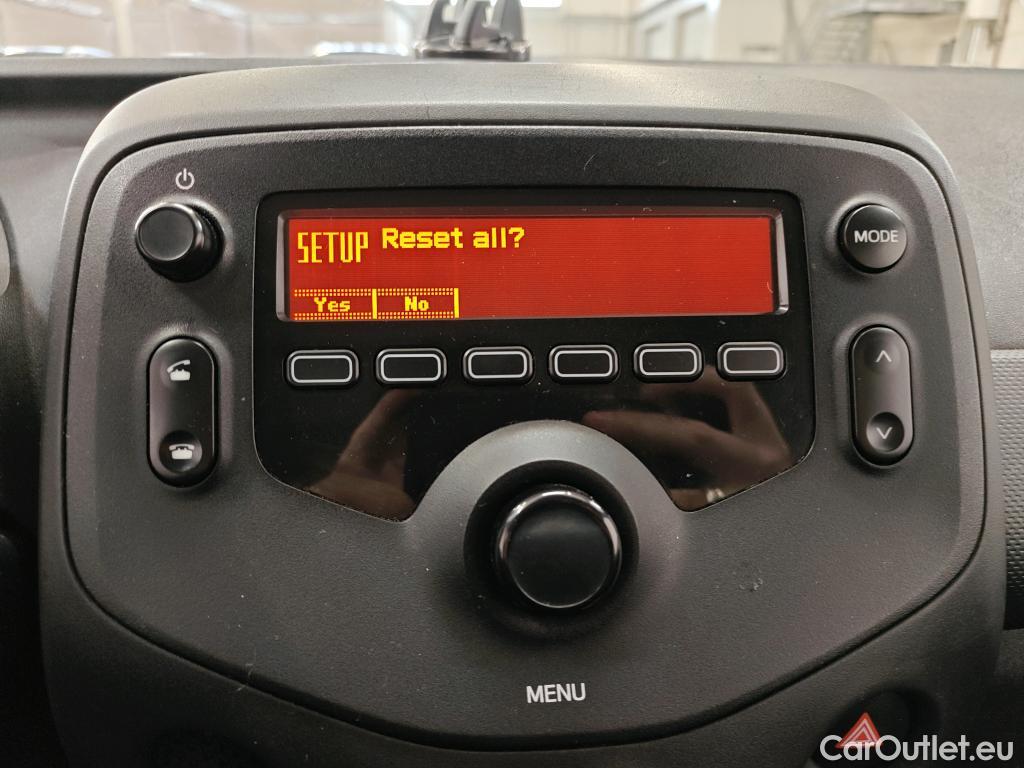 SETUP Reset all?
Yes No
MODE
MENU
CarOutlet.eu